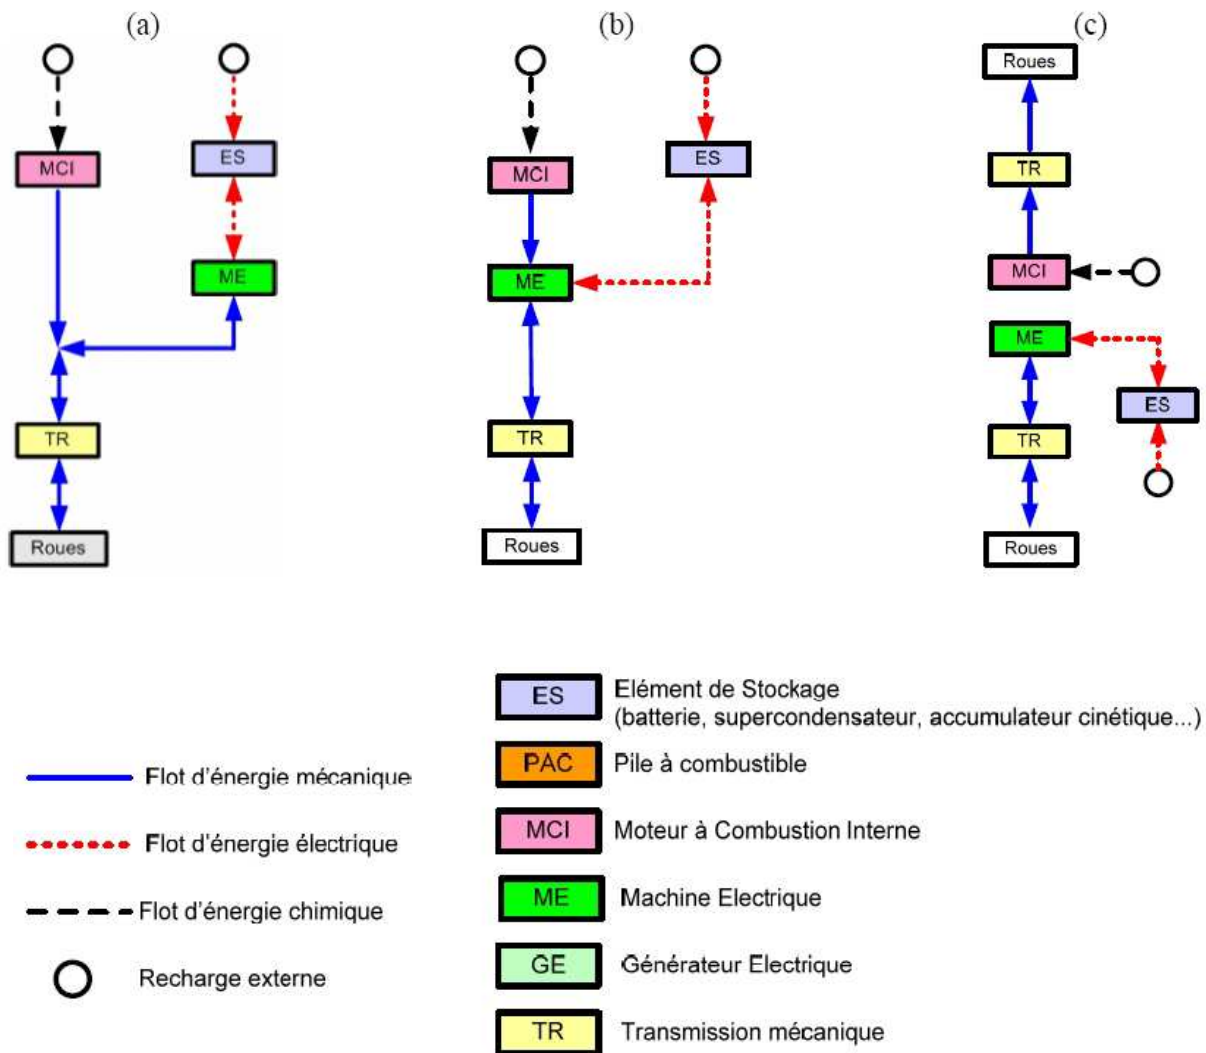 (a)
(b)
(c)
MCI
ES
ME
TR
Roues
MCI
ES
ME
TR
Roues
Roues
TR
MCI
ME
ES
TR
Roues
Flot d'énergie mécanique
Flot d'énergie électrique
Flot d'énergie chimique
Recharge externe
ES Elément de Stockage
(batterie, supercondensateur, accumulateur cinétique...)
PAC Pile à combustible
MCI Moteur à Combustion Interne
ME Machine Electrique
GE Générateur Electrique
TR Transmission mécanique